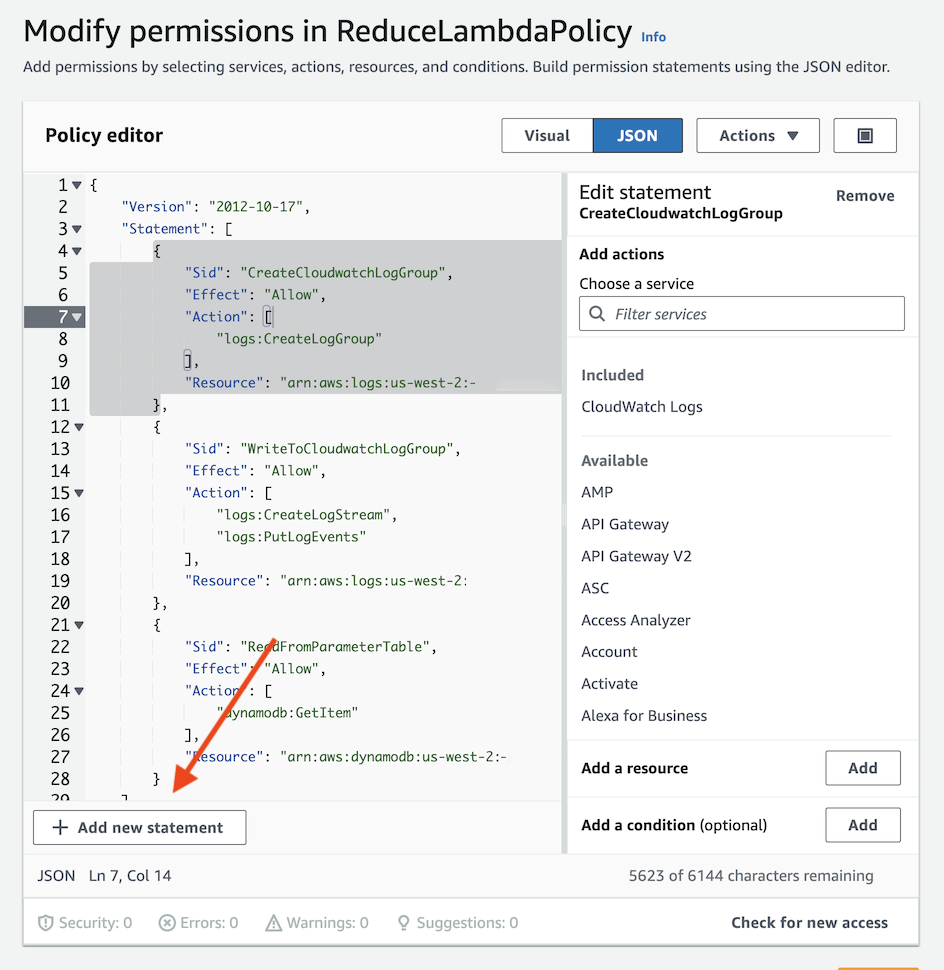 Modify permissions in ReduceLambdaPolicy Info
Add permissions by selecting services, actions, resources, and conditions. Build permission statements using the JSON editor.
Policy editor
Visual
JSON
Actions
1 {
2 "Version": "2012-10-17",
3 "Statement": [
4 {
5 "Sid": "CreateCloudwatchLogGroup",
6 "Effect": "Allow",
7 "Action": [
8 "logs:CreateLogGroup"
9 ],
10 "Resource": "arn:aws:logs:us-west-2:-
11 },
12 {
13 "Sid": "WriteToCloudwatchLogGroup",
14 "Effect": "Allow",
15 "Action": [
16 "logs:CreateLogStream",
17 "logs:PutLogEvents"
18 ],
19 "Resource": "arn:aws:logs:us-west-2:
20 },
21 {
22 "Sid": "ReadFromParameterTable",
23 "Effect": "Allow",
24 "Action": [
25 "dynamodb:GetItem"
26 ],
27 "Resource": "arn:aws:dynamodb:us-west-2:-
28 }
29 ]
+ Add new statement
JSON Ln 7, Col 14
Edit statement
Remove
CreateCloudwatchLogGroup
Add actions
Choose a service
Filter services
Included
CloudWatch Logs
Available
AMP
API Gateway
API Gateway V2
ASC
Access Analyzer
Account
Activate
Alexa for Business
Add a resource
Add
Add a condition (optional)
Add
5623 of 6144 characters remaining
Security: 0
Errors: 0
Warnings: 0
Suggestions: 0
Check for new access